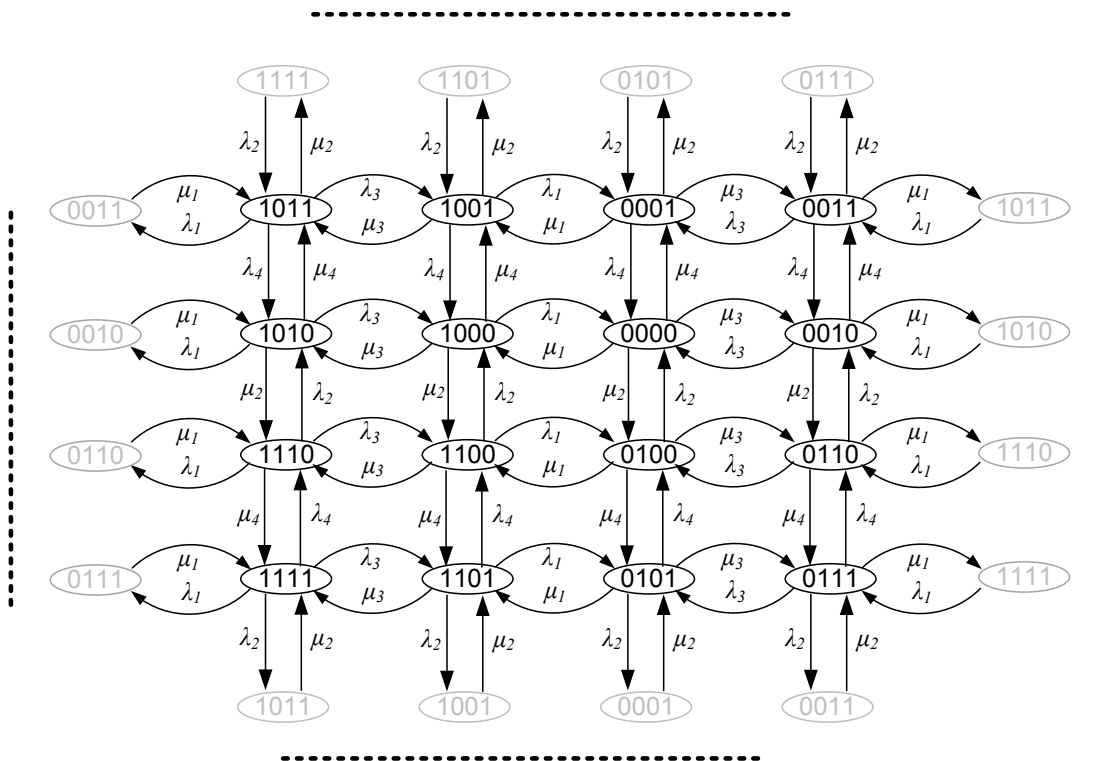 1111 1101 0101 0111
λ2 μ2 λ2 μ2 λ2 μ2 λ2 μ2
μ1 λ3 λ1 μ3 μ1
0011 1011 1001 0001 0011 1011
λ1 μ3 μ1 λ3 λ1
λ4 μ4 λ4 μ4 λ4 μ4 λ4 μ4
μ1 λ3 λ1 μ3 μ1
0010 1010 1000 0000 0010 1010
λ1 μ3 μ1 λ3 λ1
μ2 λ2 μ2 λ2 μ2 λ2 μ2 λ2
μ1 λ3 λ1 μ3 μ1
0110 1110 1100 0100 0110 1110
λ1 μ3 μ1 λ3 λ1
μ4 λ4 μ4 λ4 μ4 λ4 μ4 λ4
μ1 λ3 λ1 μ3 μ1
0111 1111 1101 0101 0111 1111
λ1 μ3 μ1 λ3 λ1
λ2 μ2 λ2 μ2 λ2 μ2 λ2 μ2
1011 1001 0001 0011